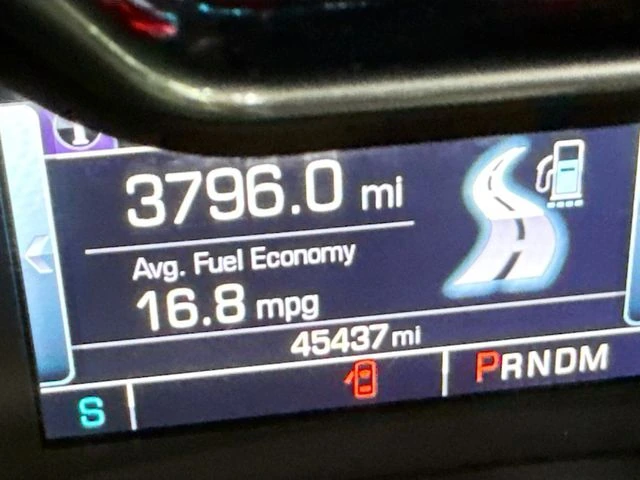 3796.0 mi
Avg. Fuel Economy
16.8 mpg
45437 mi
S
PRNDM